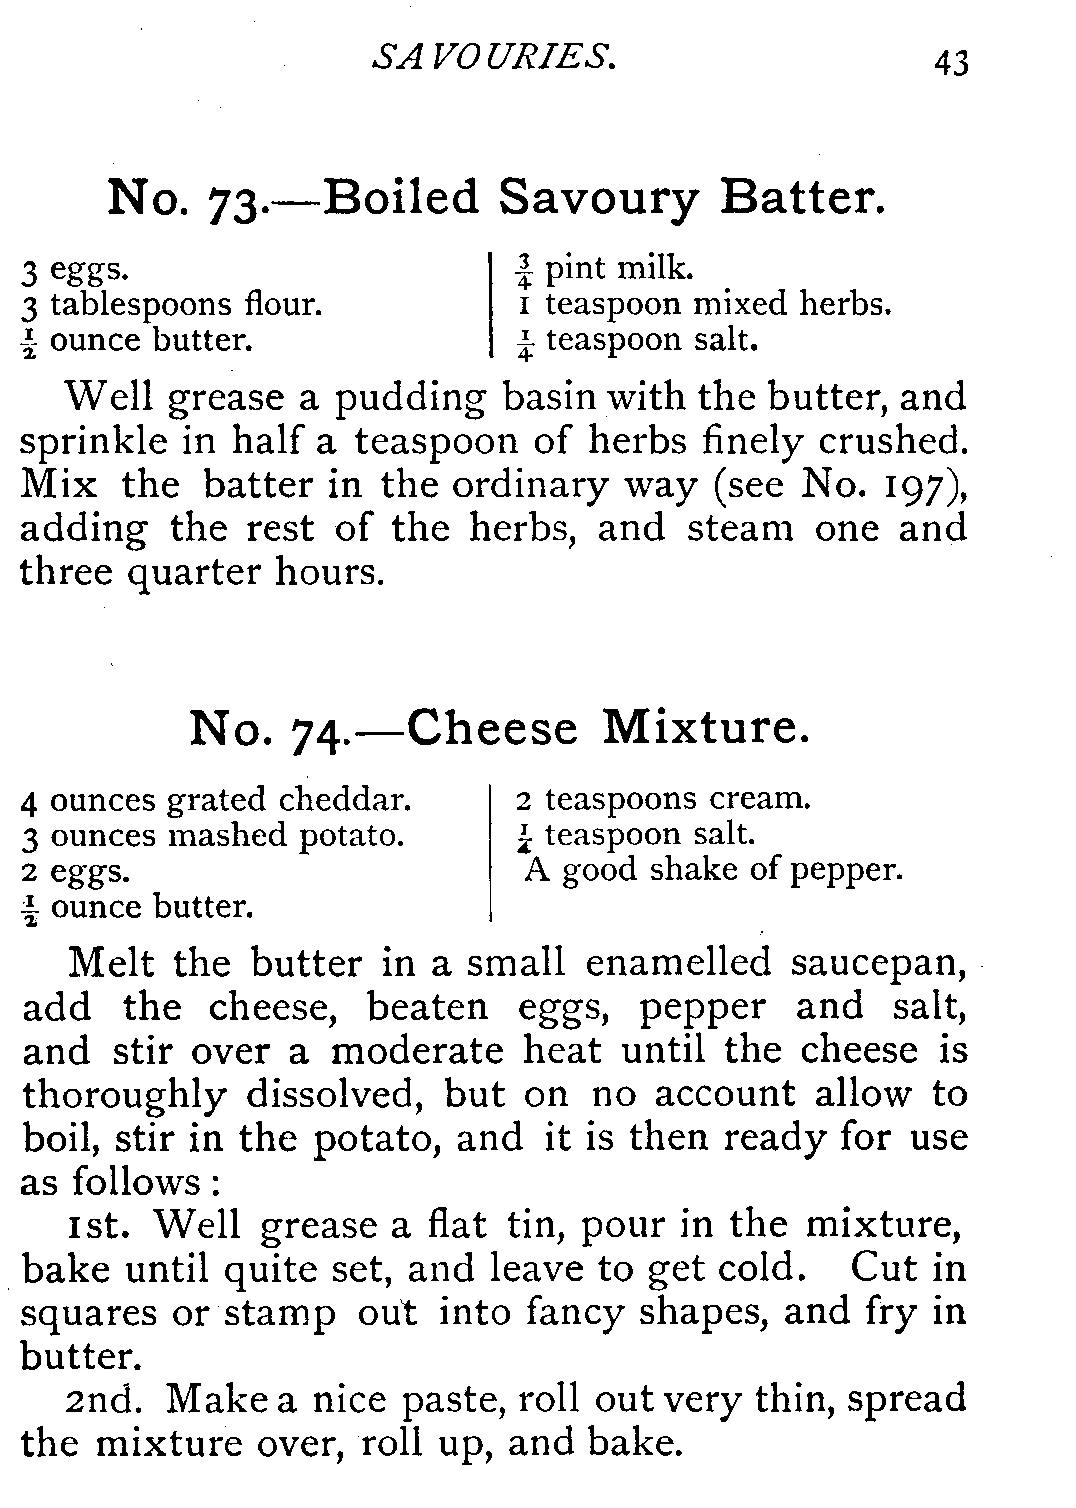 SAVOURIES. 43
No. 73.—Boiled Savoury Batter.
3 eggs.
3 tablespoons flour.
½ ounce butter.
¾ pint milk.
1 teaspoon mixed herbs.
¼ teaspoon salt.
Well grease a pudding basin with the butter, and
sprinkle in half a teaspoon of herbs finely crushed.
Mix the batter in the ordinary way (see No. 197),
adding the rest of the herbs, and steam one and
three quarter hours.
No. 74.—Cheese Mixture.
4 ounces grated cheddar.
3 ounces mashed potato.
2 eggs.
½ ounce butter.
2 teaspoons cream.
teaspoon salt.
A good shake of pepper.
Melt the butter in a small enamelled saucepan,
add the cheese, beaten eggs, pepper and salt,
and stir over a moderate heat until the cheese is
thoroughly dissolved, but on no account allow to
boil, stir in the potato, and it is then ready for use
as follows :
1st. Well grease a flat tin, pour in the mixture,
bake until quite set, and leave to get cold. Cut in
squares or stamp out into fancy shapes, and fry in
butter.
2nd. Make a nice paste, roll out very thin, spread
the mixture over, roll up, and bake.